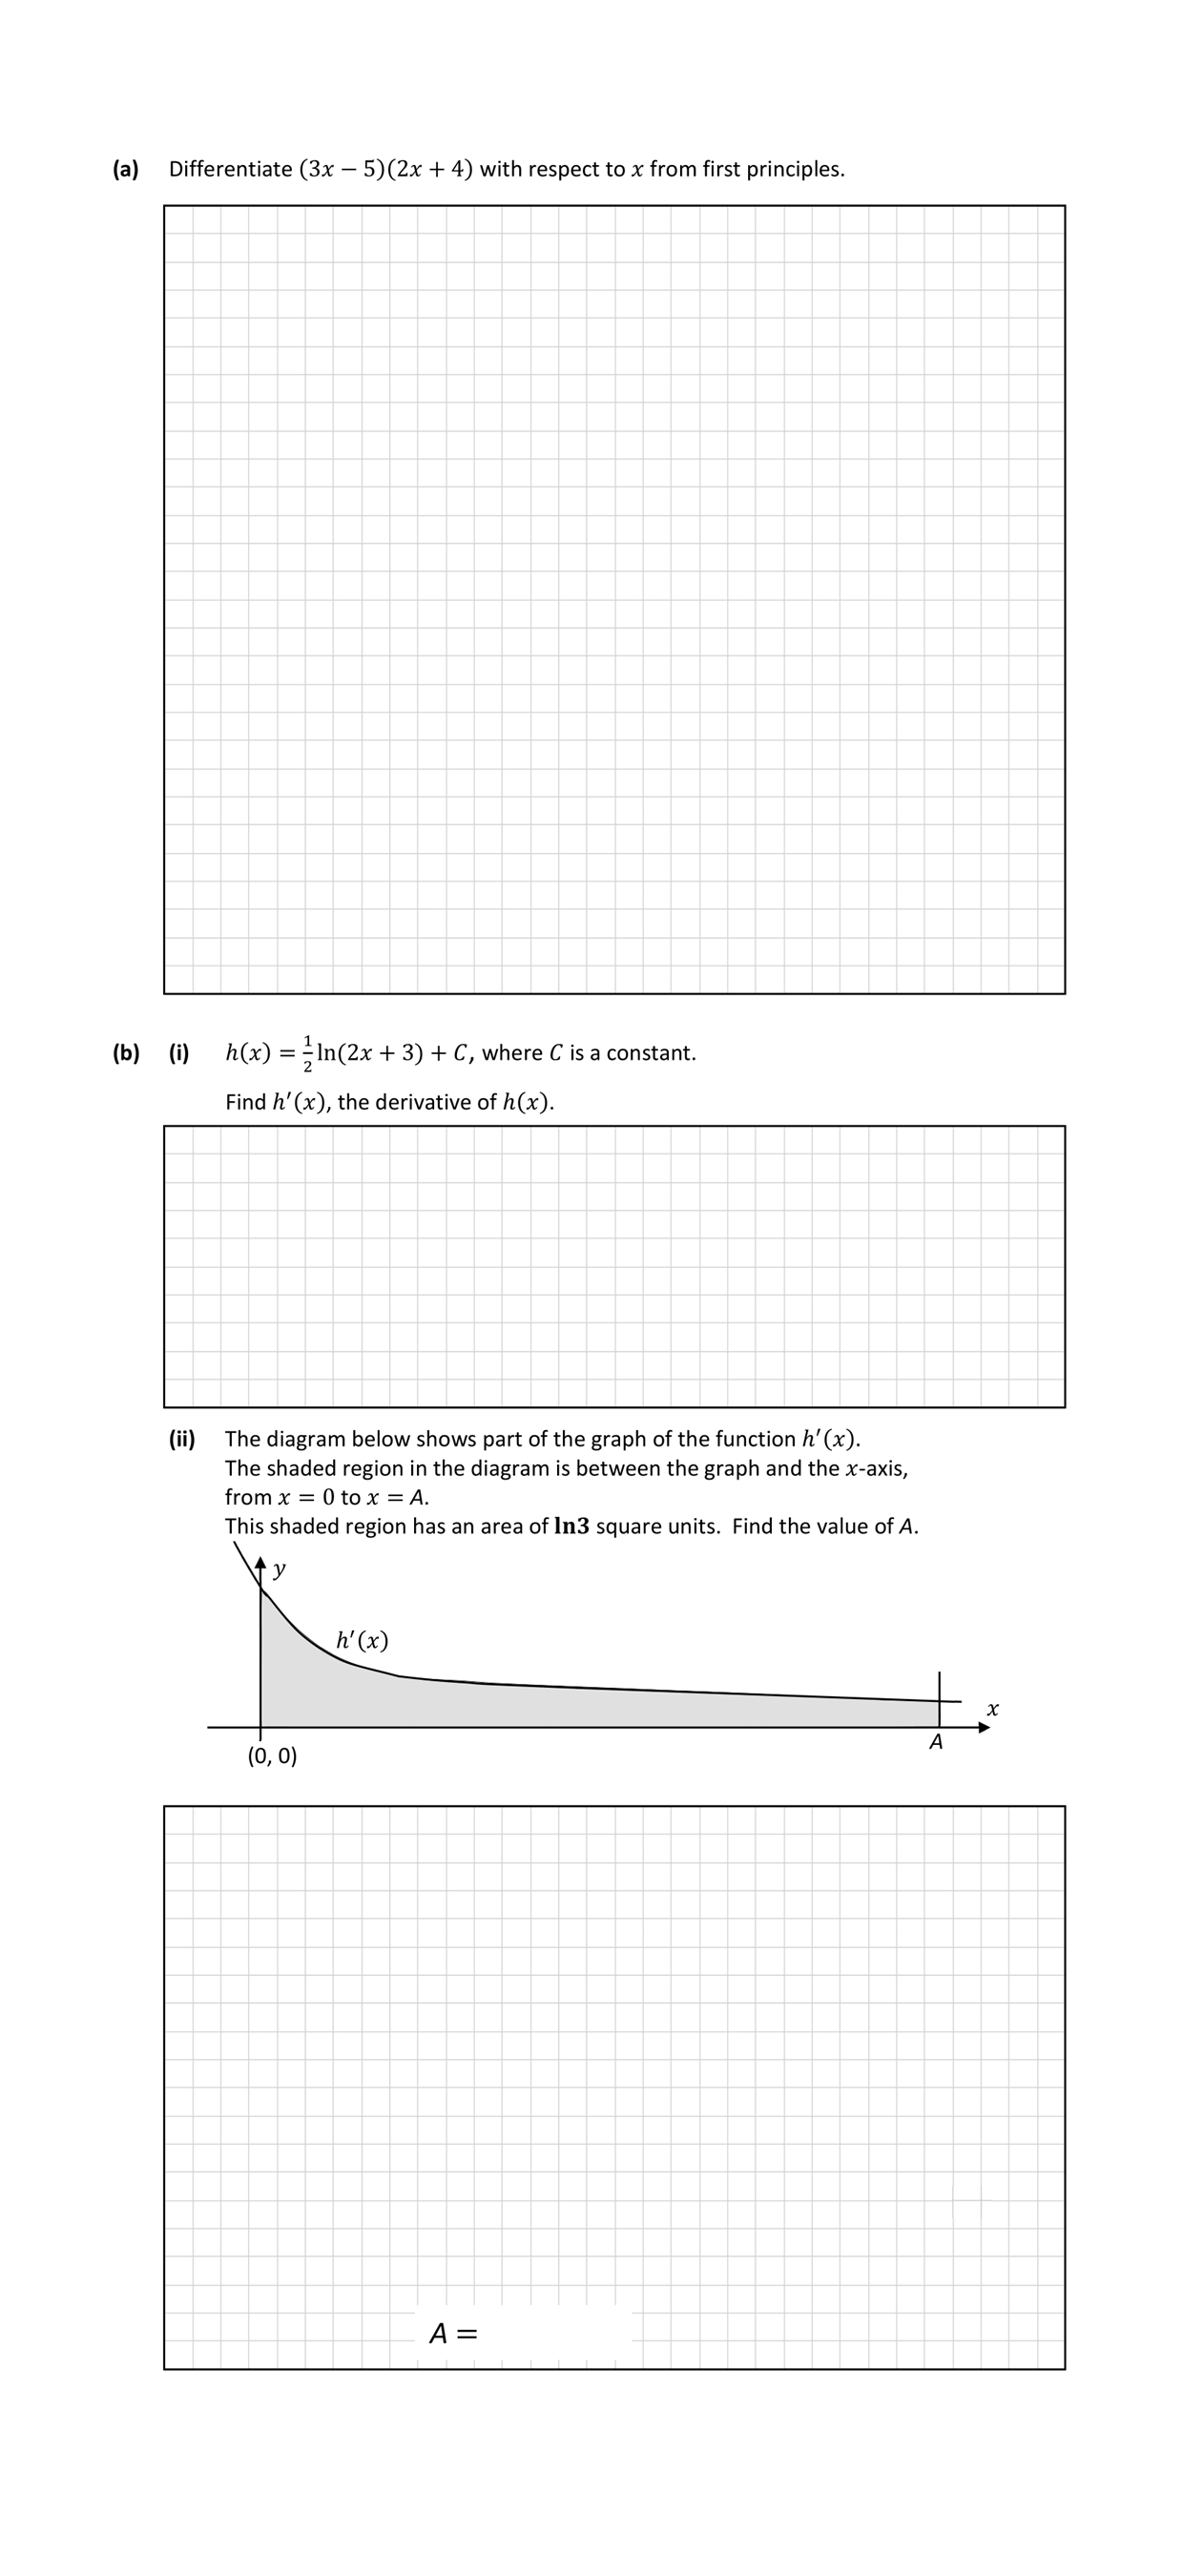 (a) Differentiate (3x − 5)(2x + 4) with respect to x from first principles.
(b) (i) h(x) = 1/2 ln(2x + 3) + C, where C is a constant.
Find h′(x), the derivative of h(x).
(ii) The diagram below shows part of the graph of the function h′(x).
The shaded region in the diagram is between the graph and the x-axis,
from x = 0 to x = A.
This shaded region has an area of ln3 square units. Find the value of A.
y
h′(x)
x
A
(0, 0)
A =